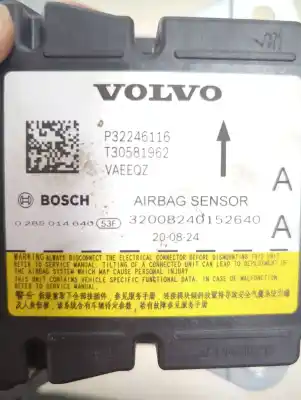 VOLVO
P32246116
T30581962
VAEEQZ
BOSCH AIRBAG SENSOR A
0 285 014 640 53F 32008240152640 A
20-08-24
WARNING ALWAYS DISCONNECT THE ELECTRICAL CONNECTOR BEFORE DISMOUNTING THIS UNIT
REFER TO SERVICE MANUAL. TILTING OF A CONNECTED UNIT CAN LEAD TO DEPLOYMENT OF
THE AIRBAG SYSTEM WHICH MAY CAUSE PERSONAL INJURY
THIS UNIT CONTAINS VEHICLE SPECIFIC FUNCTIONAL DATA. IN CASE OF EXCHANGE
REFER TO SERVICE MANUAL.